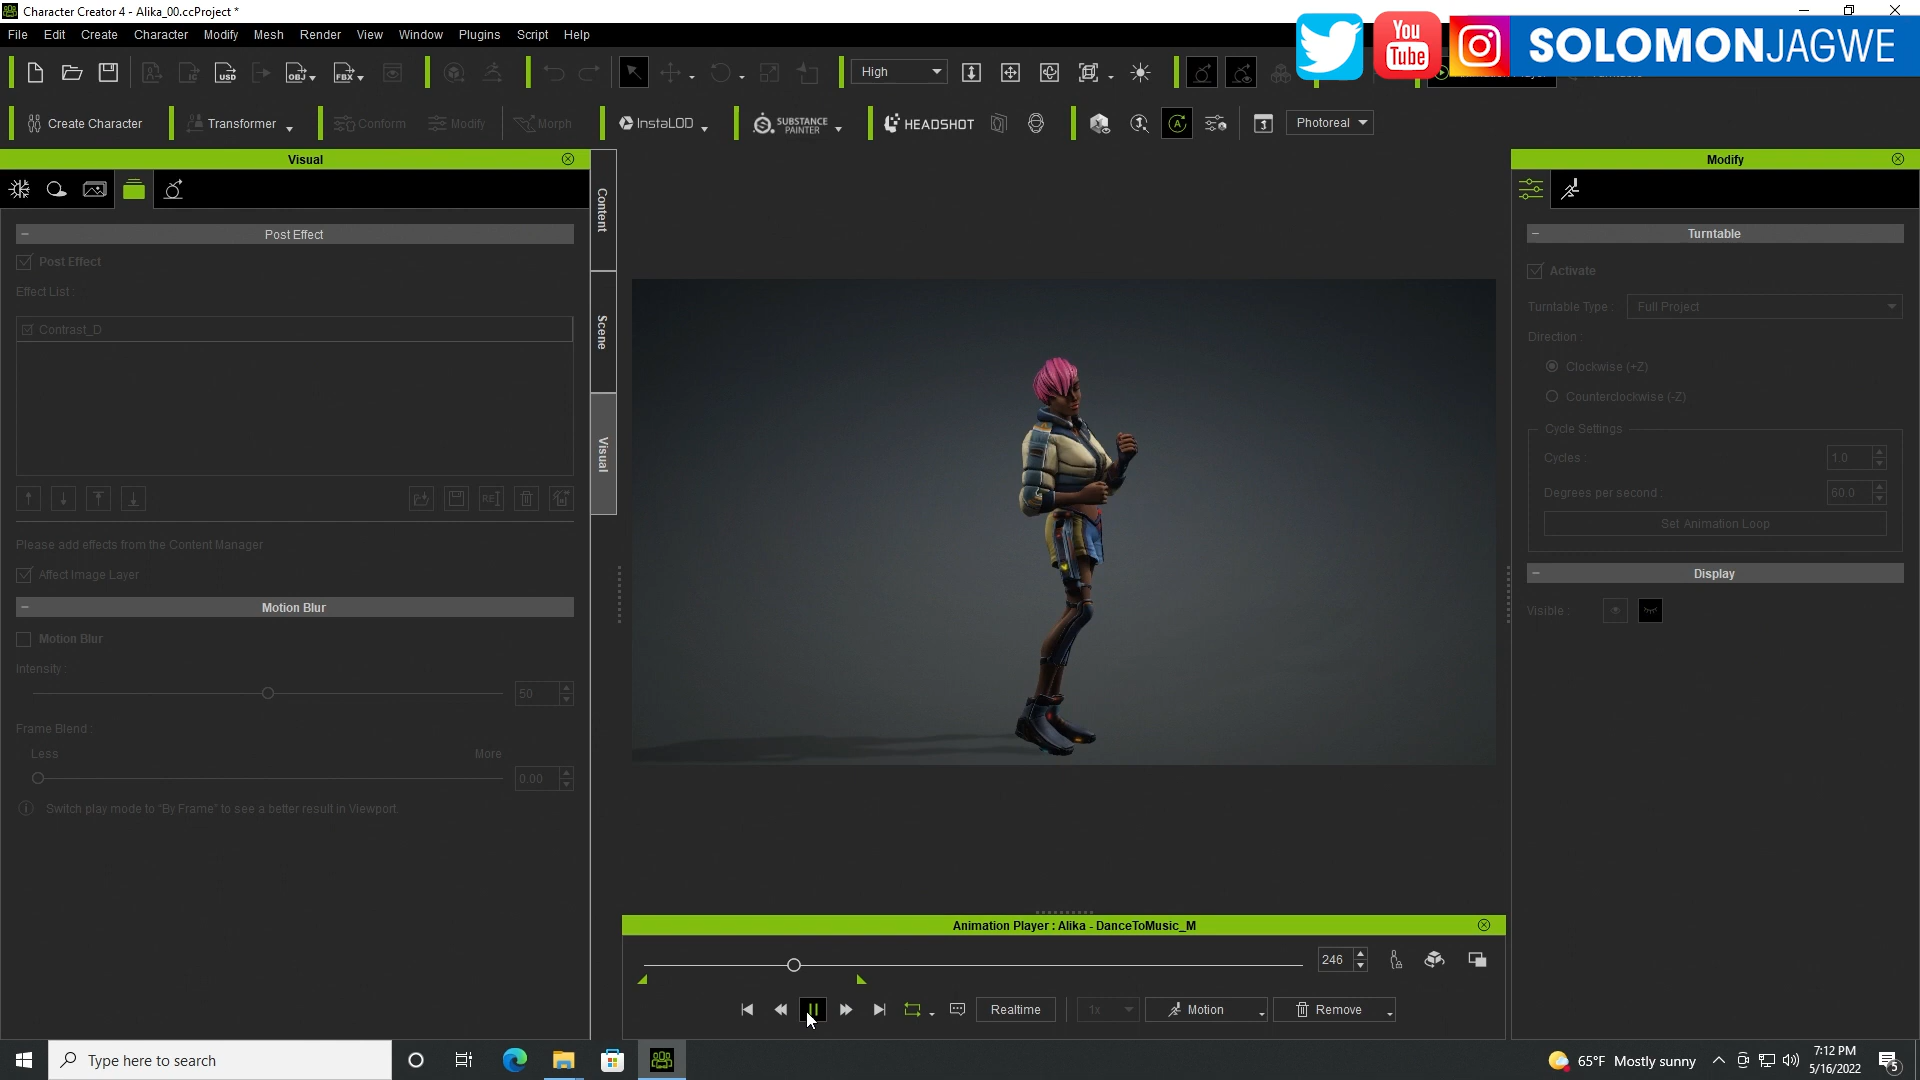 Character Creator 4 - Alika_00.ccProject *
File Edit Create Character Modify Mesh Render View Window Plugins Script Help
You Tube
SOLOMONJAGWE
USD OBJ FBX High
Create Character Transformer Conform Modify Morph InstaLOD SUBSTANCE PAINTER HEADSHOT Photoreal
Visual
Post Effect
Post Effect
Effect List :
Contrast_D
Please add effects from the Content Manager
Affect Image Layer
Motion Blur
Motion Blur
Intensity :
50
Frame Blend :
Less More
0.00
Switch play mode to "By Frame" to see a better result in Viewport.
Content
Scene
Visual
Modify
Turntable
Activate
Turntable Type : Full Project
Direction :
Clockwise (+Z)
Counterclockwise (-Z)
Cycle Settings
Cycles : 1.0
Degrees per second : 60.0
Set Animation Loop
Display
Visible :
Animation Player : Alika - DanceToMusic_M
246
Realtime 1x Motion Remove
Type here to search
65°F Mostly sunny
7:12 PM
5/16/2022
5